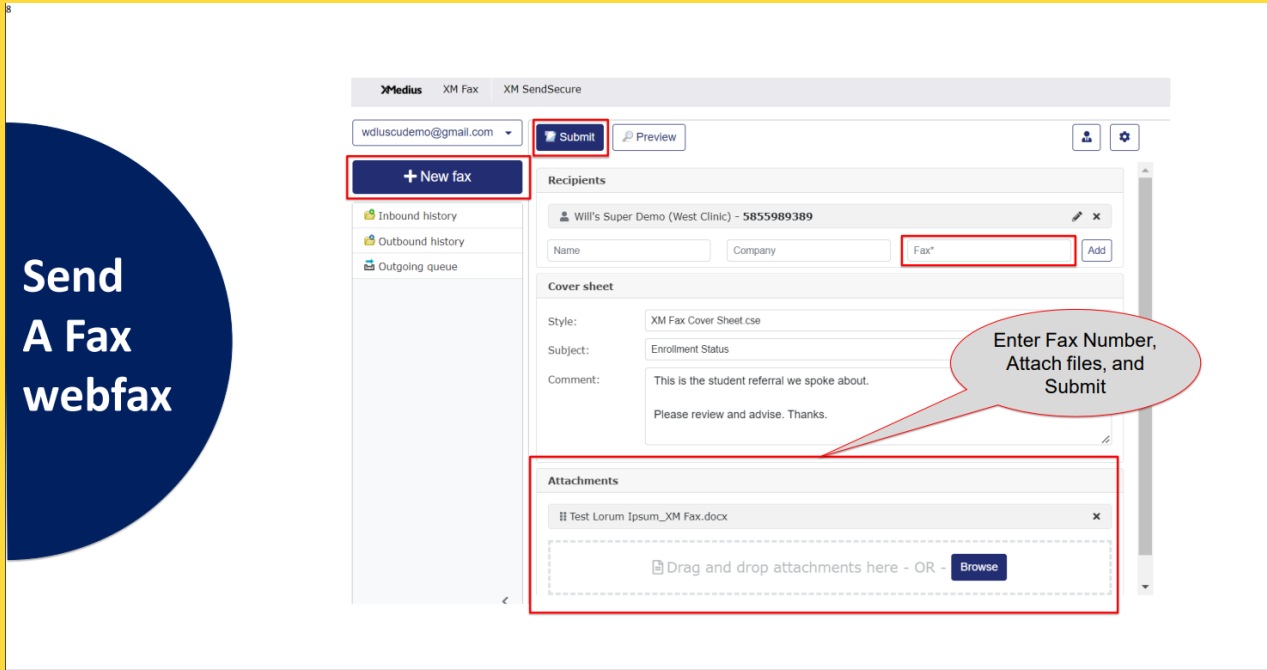 8
XMedius XM Fax XM SendSecure
wdluscudemo@gmail.com
Submit Preview
+ New fax
Inbound history
Outbound history
Outgoing queue
Recipients
Will's Super Demo (West Clinic) - 5855989389
Name Company Fax* Add
Cover sheet
Style: XM Fax Cover Sheet.cse
Subject: Enrollment Status
Comment: This is the student referral we spoke about.
Please review and advise. Thanks.
Attachments
Test Lorum Ipsum_XM Fax.docx
Drag and drop attachments here - OR - Browse
Send
A Fax
webfax
Enter Fax Number,
Attach files, and
Submit